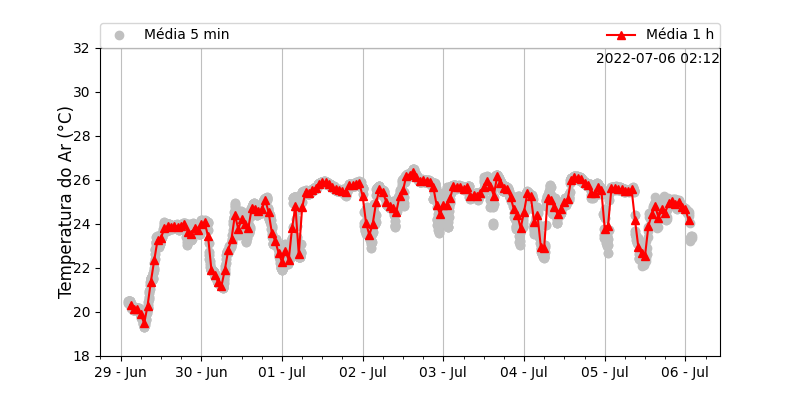 Média 5 min
Média 1 h
2022-07-06 02:12
Temperatura do Ar (°C)
32
30
28
26
24
22
20
18
29 - Jun
30 - Jun
01 - Jul
02 - Jul
03 - Jul
04 - Jul
05 - Jul
06 - Jul